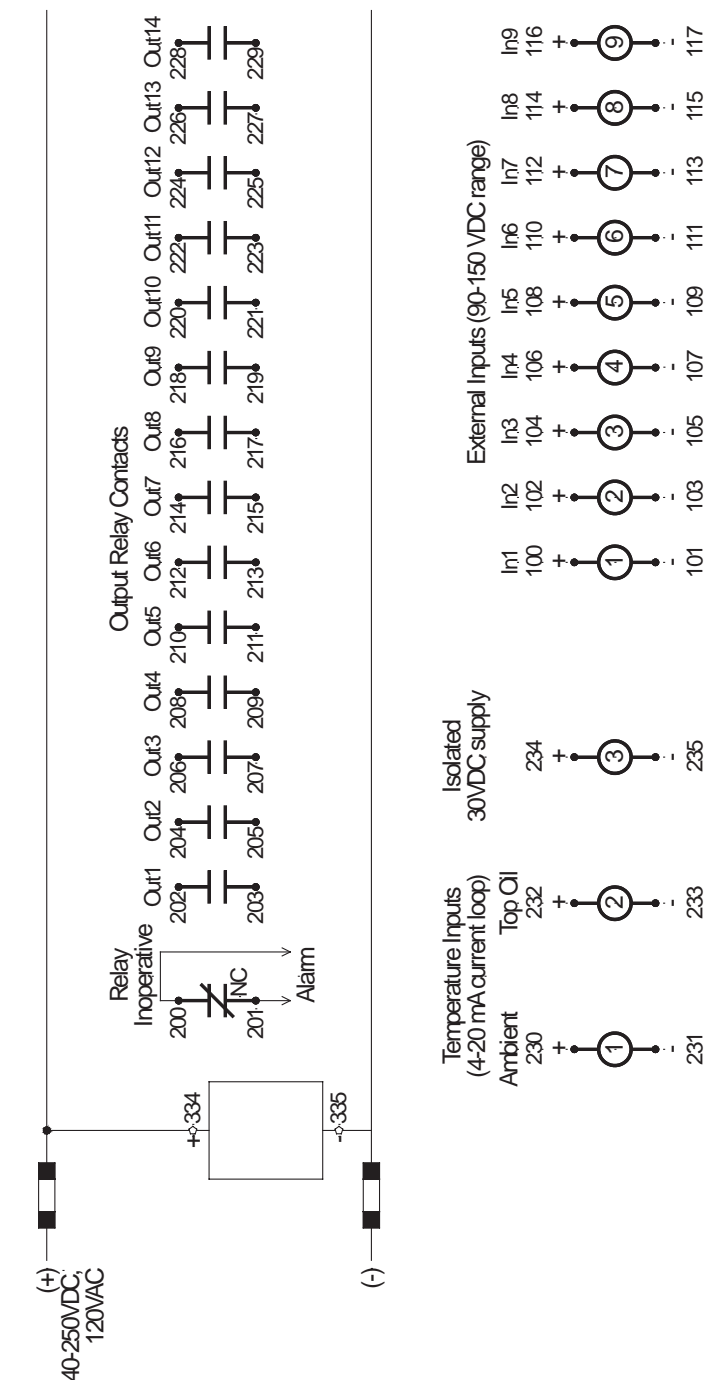 (+)
40-250VDC,
120VAC
(-)
+ 334
- 335
Relay
Inoperative
200
NC
201
Alarm
Output Relay Contacts
Out1
202
203
Out2
204
205
Out3
206
207
Out4
208
209
Out5
210
211
Out6
212
213
Out7
214
215
Out8
216
217
Out9
218
219
Out10
220
221
Out11
222
223
Out12
224
225
Out13
226
227
Out14
228
229
Temperature Inputs
(4-20 mA current loop)
Ambient
230
+
1
-
231
Top Oil
232
+
2
-
233
Isolated
30VDC supply
234
+
3
-
235
External Inputs (90-150 VDC range)
In1
100
+
1
-
101
In2
102
+
2
-
103
In3
104
+
3
-
105
In4
106
+
4
-
107
In5
108
+
5
-
109
In6
110
+
6
-
111
In7
112
+
7
-
113
In8
114
+
8
-
115
In9
116
+
9
-
117